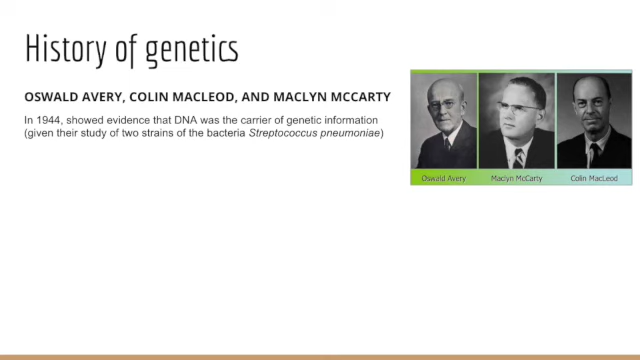 History of genetics
OSWALD AVERY, COLIN MACLEOD, AND MACLYN MCCARTY
In 1944, showed evidence that DNA was the carrier of genetic information
(given their study of two strains of the bacteria Streptococcus pneumoniae)
Oswald Avery
Maclyn McCarty
Colin MacLeod